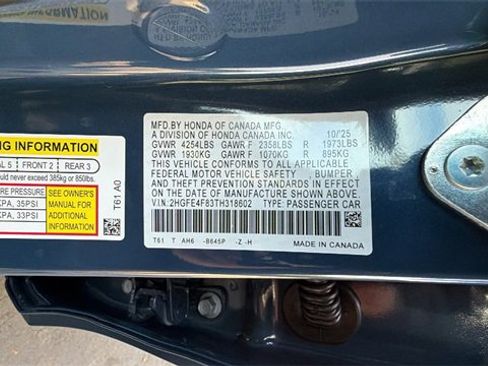 NG INFORMATION
AL 5 FRONT 2 REAR 3
ould never exceed 385kg or 850lbs.
E PRESSURE
KPA, 35PSI
KPA, 33PSI
SEE OWNER'S
MANUAL FOR
ADDITIONAL
INFORMATION
T61 A0
MFD.BY HONDA OF CANADA MFG.
A DIVISION OF HONDA CANADA INC. 10/'25
GVWR 4254LBS GAWR F 2358LBS R 1973LBS
GVWR 1930KG GAWR F 1070KG R 895KG
THIS VEHICLE CONFORMS TO ALL APPLICABLE
FEDERAL MOTOR VEHICLE SAFETY , BUMPER ,
AND THEFT PREVENTION STANDARDS IN EFFECT
ON THE DATE OF MANUFACTURE SHOWN ABOVE.
V.I.N: 2HGFE4F83TH318602 TYPE: PASSENGER CAR
T61 T AH6 -B645P -Z -H MADE IN CANADA